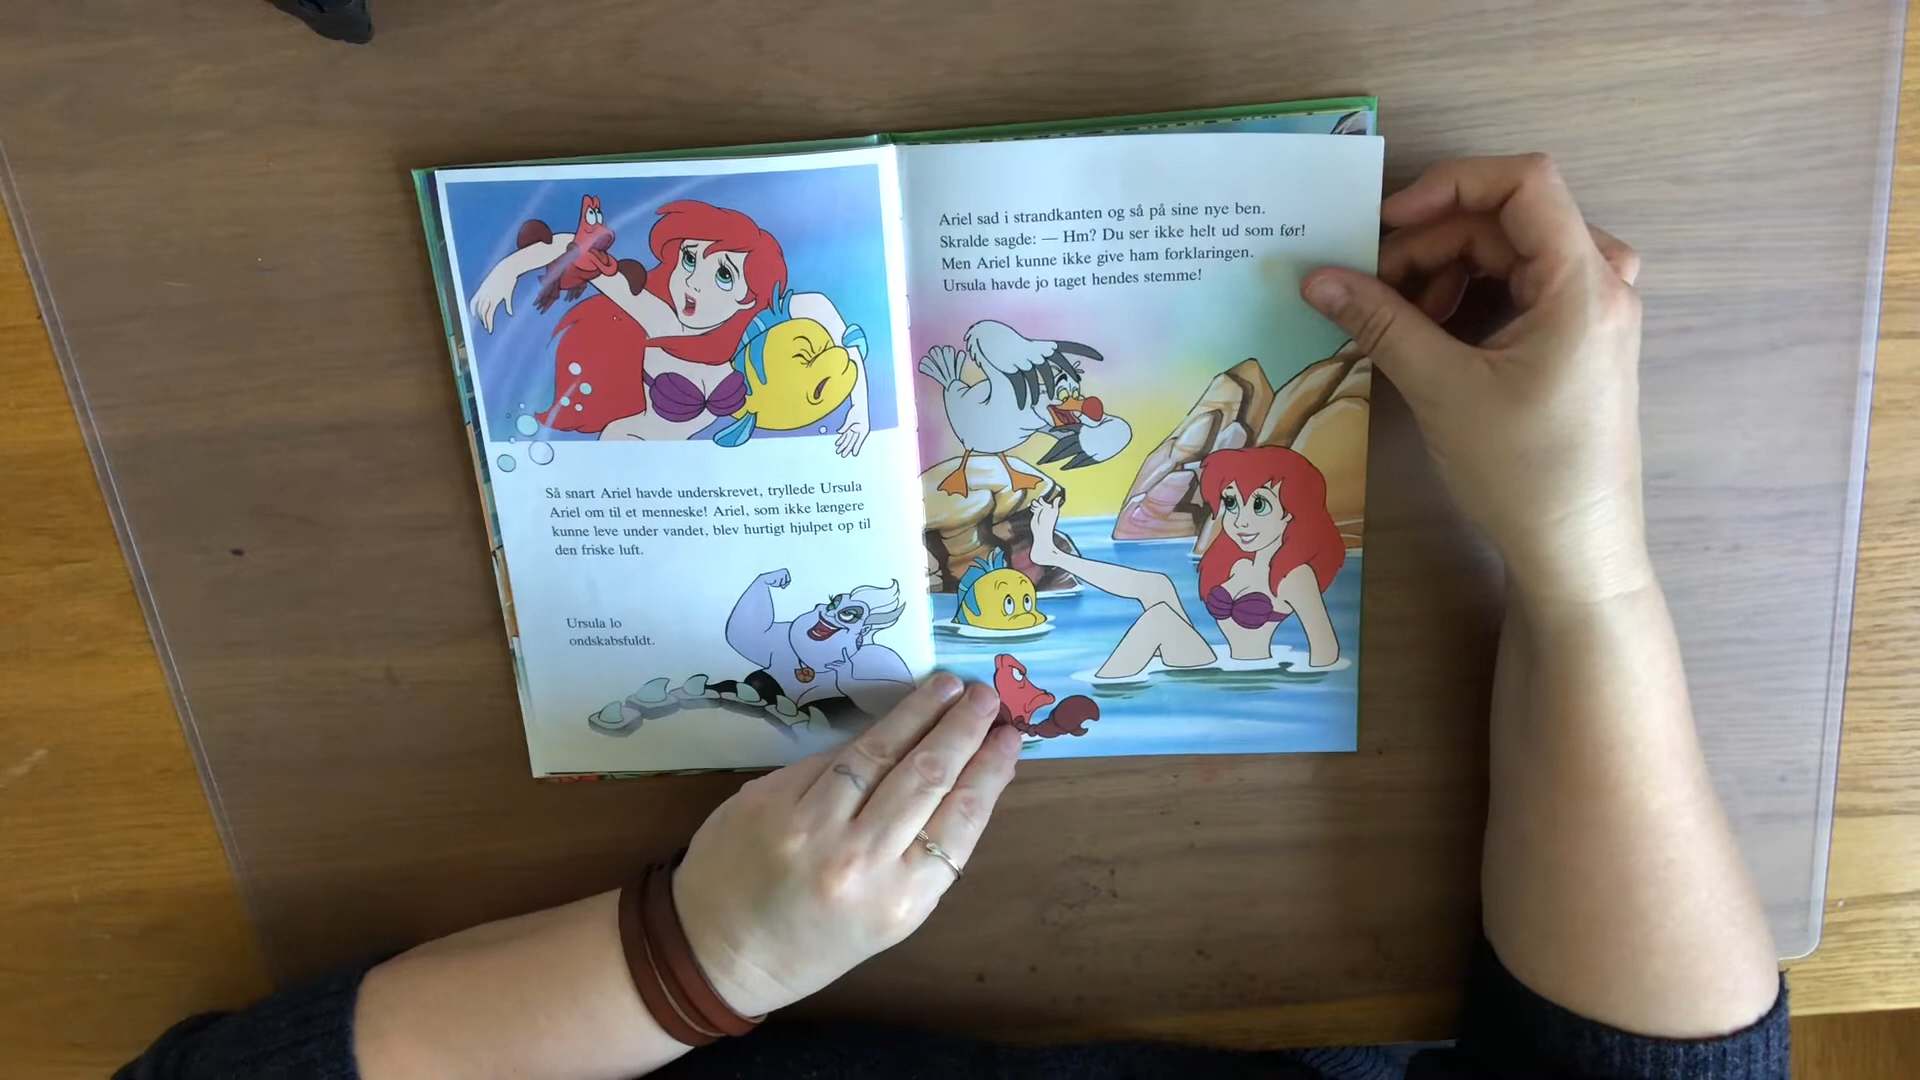 Så snart Ariel havde underskrevet, tryllede Ursula
Ariel om til et menneske! Ariel, som ikke længere
kunne leve under vandet, blev hurtigt hjulpet op til
den friske luft.
Ursula lo
ondskabsfuldt.
Ariel sad i strandkanten og så på sine nye ben.
Skralde sagde: — Hm? Du ser ikke helt ud som før!
Men Ariel kunne ikke give ham forklaringen.
Ursula havde jo taget hendes stemme!